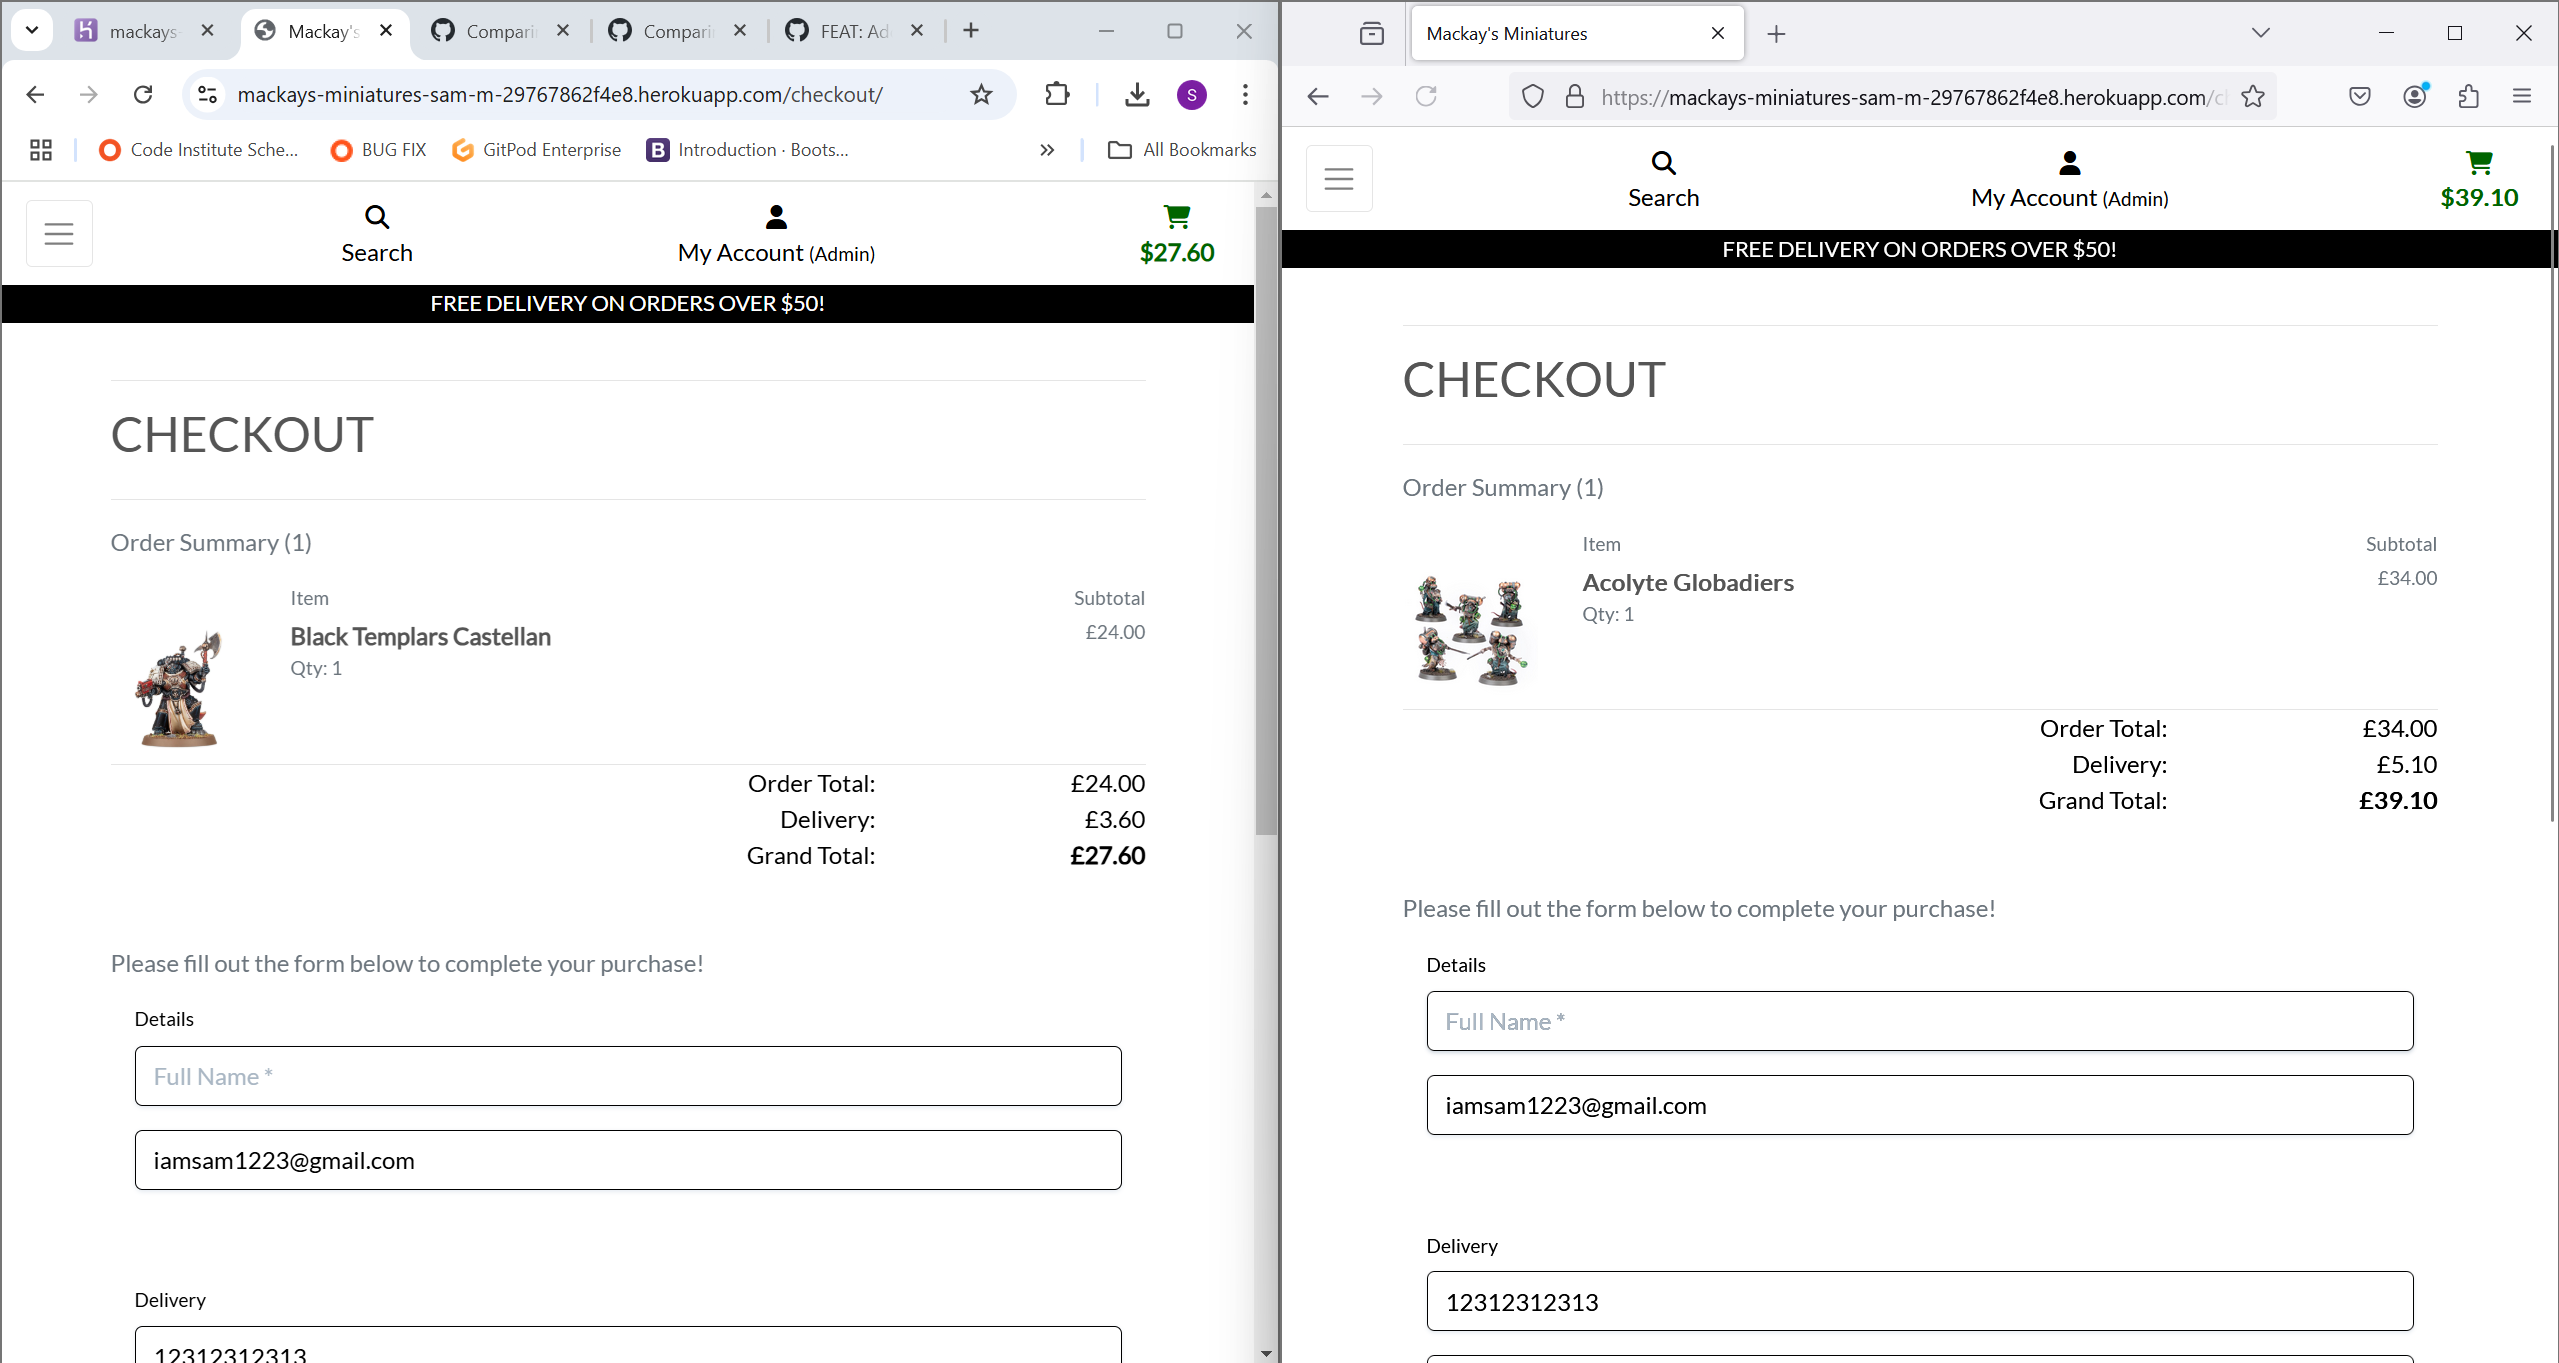 mackays-
Mackay's
Compari
Compari
FEAT: Ad
mackays-miniatures-sam-m-29767862f4e8.herokuapp.com/checkout/
S
Code Institute Sche...
BUG FIX
GitPod Enterprise
B
Introduction · Boots...
All Bookmarks
Search
My Account (Admin)
$27.60
FREE DELIVERY ON ORDERS OVER $50!
CHECKOUT
Order Summary (1)
Item
Subtotal
Black Templars Castellan
£24.00
Qty: 1
Order Total:
£24.00
Delivery:
£3.60
Grand Total:
£27.60
Please fill out the form below to complete your purchase!
Details
Full Name *
iamsam1223@gmail.com
Delivery
12312312313
Mackay's Miniatures
https://mackays-miniatures-sam-m-29767862f4e8.herokuapp.com/c
Search
My Account (Admin)
$39.10
FREE DELIVERY ON ORDERS OVER $50!
CHECKOUT
Order Summary (1)
Item
Subtotal
Acolyte Globadiers
£34.00
Qty: 1
Order Total:
£34.00
Delivery:
£5.10
Grand Total:
£39.10
Please fill out the form below to complete your purchase!
Details
Full Name *
iamsam1223@gmail.com
Delivery
12312312313